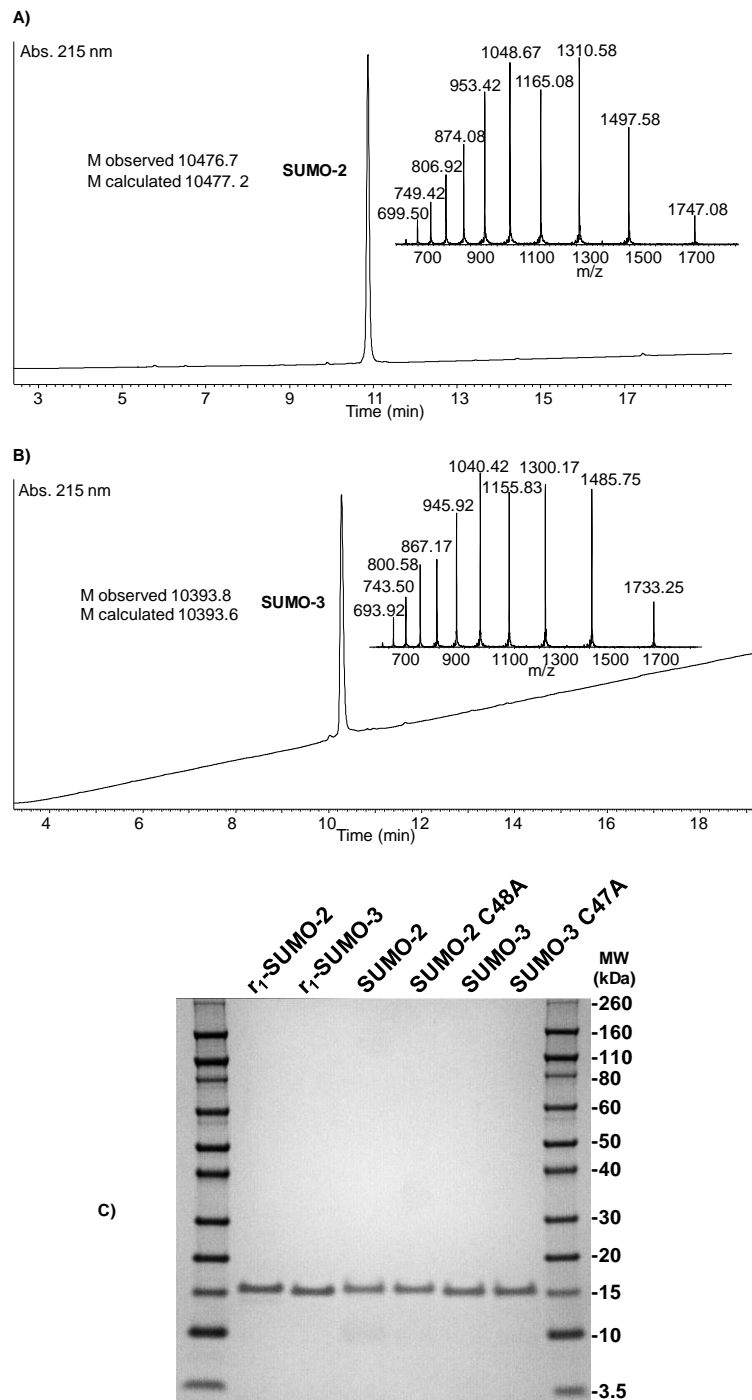 A)
Abs. 215 nm
M observed 10476.7
M calculated 10477. 2
SUMO-2
699.50
749.42
806.92
874.08
953.42
1048.67
1165.08
1310.58
1497.58
1747.08
700 900 1100 1300 1500 1700
m/z
3 5 7 9 11 13 15 17
Time (min)
B)
Abs. 215 nm
M observed 10393.8
M calculated 10393.6
SUMO-3
693.92
743.50
800.58
867.17
945.92
1040.42
1155.83
1300.17
1485.75
1733.25
700 900 1100 1300 1500 1700
m/z
4 6 8 10 12 14 16 18
Time (min)
C)
r1-SUMO-2
r1-SUMO-3
SUMO-2
SUMO-2 C48A
SUMO-3
SUMO-3 C47A
MW
(kDa)
-260
-160
-110
-80
-60
-50
-40
-30
-20
-15
-10
-3.5